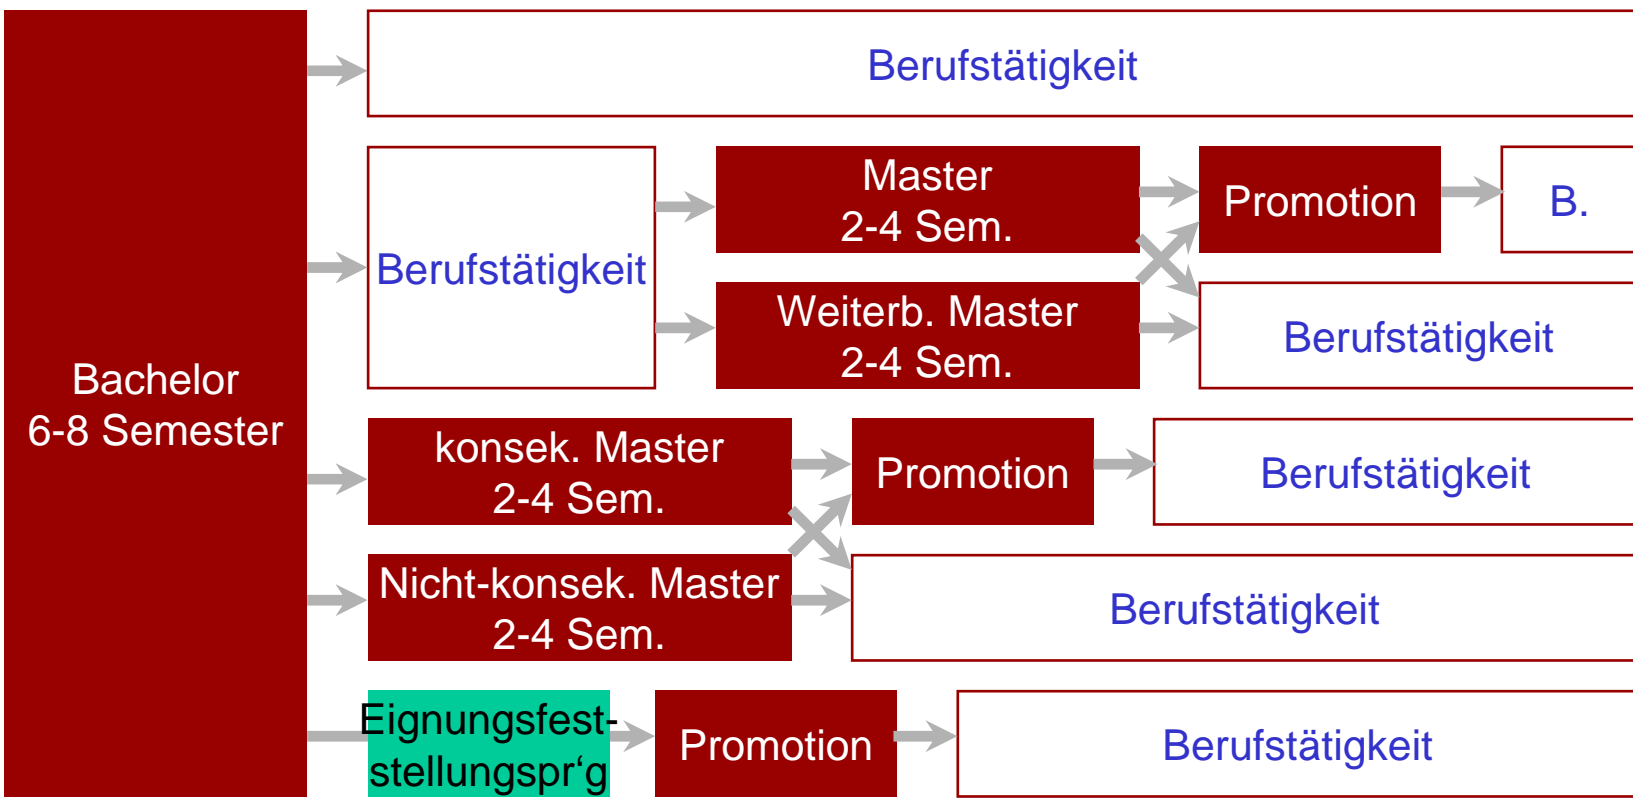 Bachelor
6-8 Semester
Berufstätigkeit
Berufstätigkeit
Master
2-4 Sem.
Promotion
B.
Weiterb. Master
2-4 Sem.
Berufstätigkeit
konsek. Master
2-4 Sem.
Promotion
Berufstätigkeit
Nicht-konsek. Master
2-4 Sem.
Berufstätigkeit
Eignungsfest-
stellungspr‘g
Promotion
Berufstätigkeit